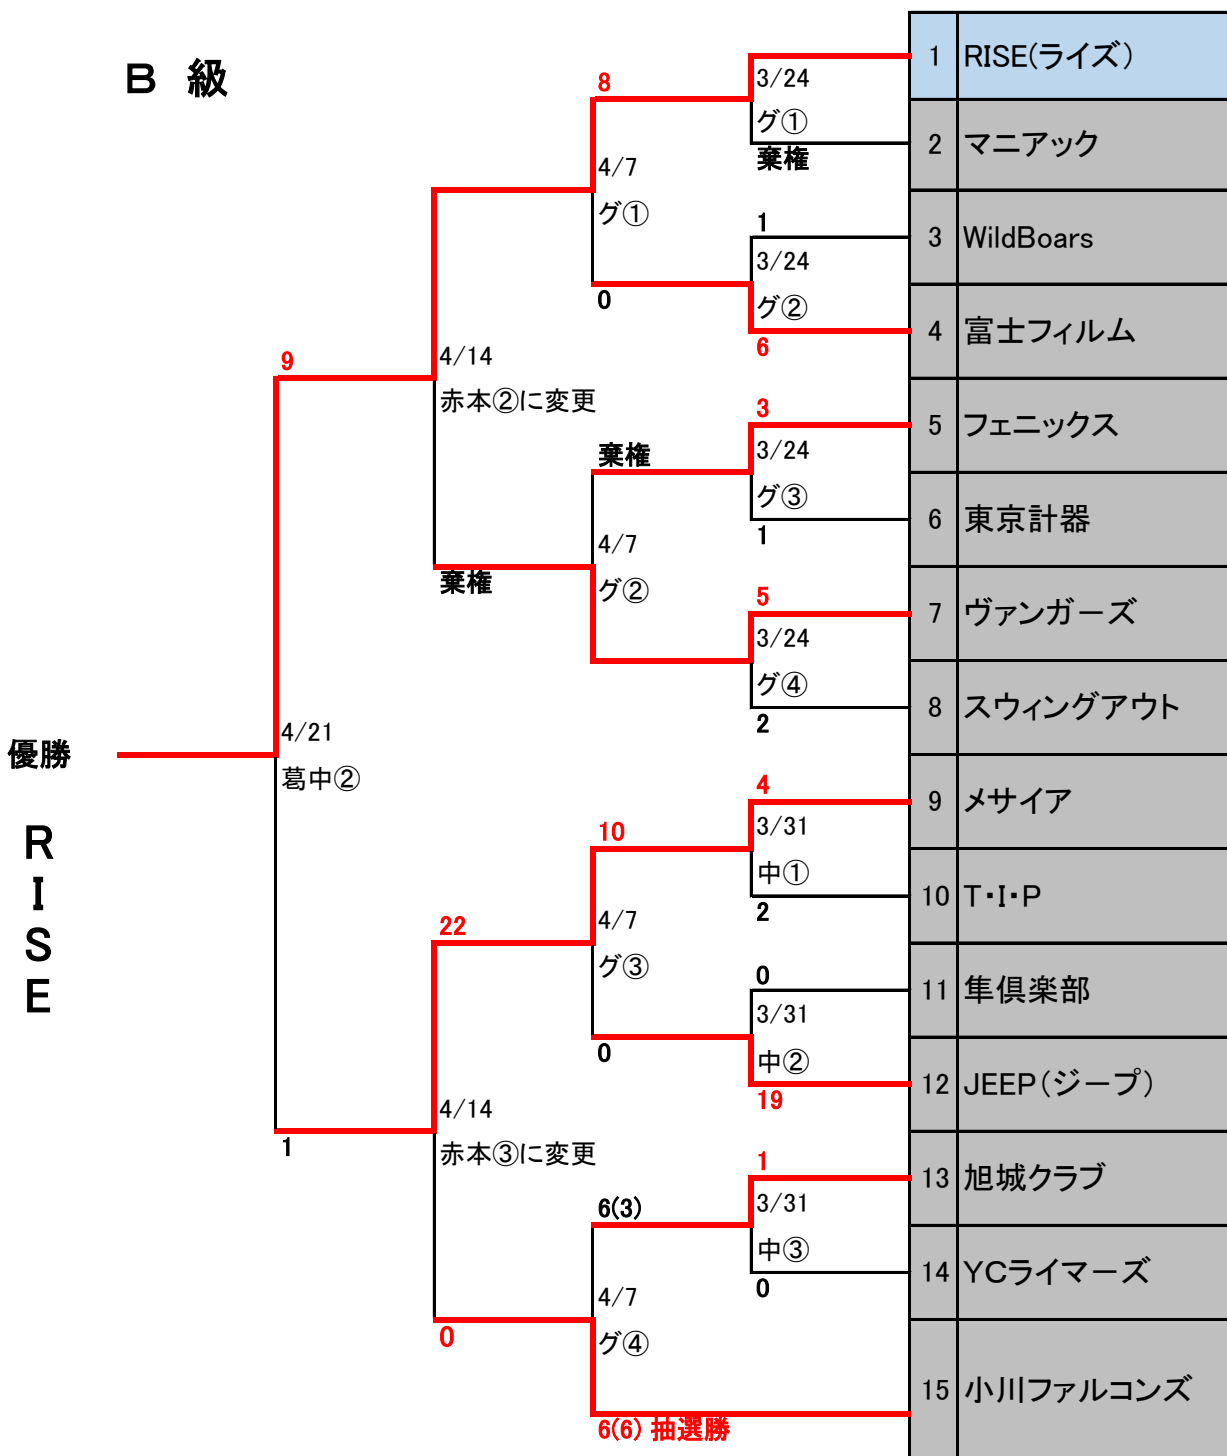 B 級
1 RISE(ライズ)
8
3/24
グ①
棄権
2 マニアック
4/7
グ①
1
3 WildBoars
3/24
グ②
0
6
4 富士フィルム
9
4/14
赤本②に変更
3
5 フェニックス
棄権
3/24
グ③
1
6 東京計器
4/7
グ②
棄権
5
7 ヴァンガーズ
3/24
グ④
2
8 スウィングアウト
優勝
4/21
葛中②
4
9 メサイア
10
3/31
中①
2
10 T・I・P
R
I
S
E
22
4/7
グ③
0
11 隼倶楽部
3/31
中②
0
19
12 JEEP(ジープ)
1
4/14
赤本③に変更
1
13 旭城クラブ
6(3)
3/31
中③
0
14 YCライマーズ
4/7
グ④
0
15 小川ファルコンズ
6(6) 抽選勝